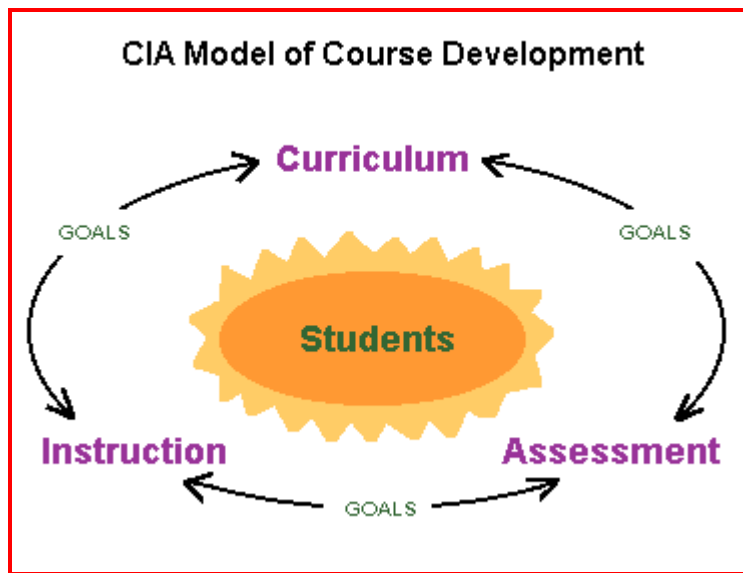 CIA Model of Course Development
Curriculum
GOALS
GOALS
Students
Instruction
Assessment
GOALS